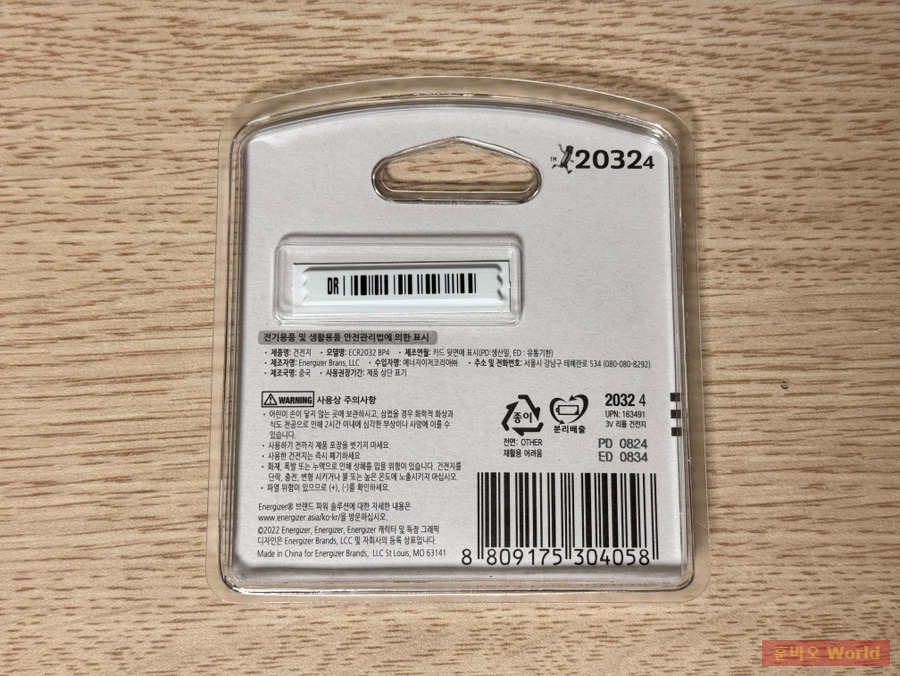 TM 2032 4
DR
전기용품 및 생활용품 안전관리법에 의한 표시
• 제품명: 건전지 • 모델명: ECR2032 BP4 • 제조연월: 카드 뒷면에 표시(PD:생산일, ED : 유통기한)
• 제조자명: Energizer Brans, LLC • 수입자명: 에너자이저코리아㈜ • 주소 및 전화번호: 서울시 강남구 테헤란로 534 (080-080-8292)
• 제조국명: 중국 • 사용권장기간: 제품 상단 표기
WARNING 사용상 주의사항
• 어린이 손이 닿지 않는 곳에 보관하시고, 삼켰을 경우 화학적 화상과
식도 천공으로 인해 2시간 이내에 심각한 부상이나 사망에 이를 수
있습니다.
• 사용하기 전까지 제품 포장을 벗기지 마세요.
• 사용한 건전지는 즉시 폐기하세요
• 화재, 폭발 또는 누액으로 인해 상해를 입을 위험이 있습니다. 건전지를
단락, 충전, 변형 시키거나 불 또는 높은 온도에 노출시키지 마십시오.
• 파열 위험이 있으므로 (+), (-)를 확인하세요.
Energizer® 브랜드 파워 솔루션에 대한 자세한 내용은
www.energizer.asia/ko-kr/을 방문하십시오.
©2022 Energizer, Energizer, Energizer 캐릭터 및 특정 그래픽
디자인은 Energizer Brands, LCC 및 자회사의 등록 상표입니다.
Made in China for Energizer Brands, LLC St Louis, MO 63141
종이
분리배출
전면: OTHER
재활용 어려움
2032 4
UPN: 163491
3V 리튬 건전지
PD 0824
ED 0834
8 809175 304058
훈바오 World